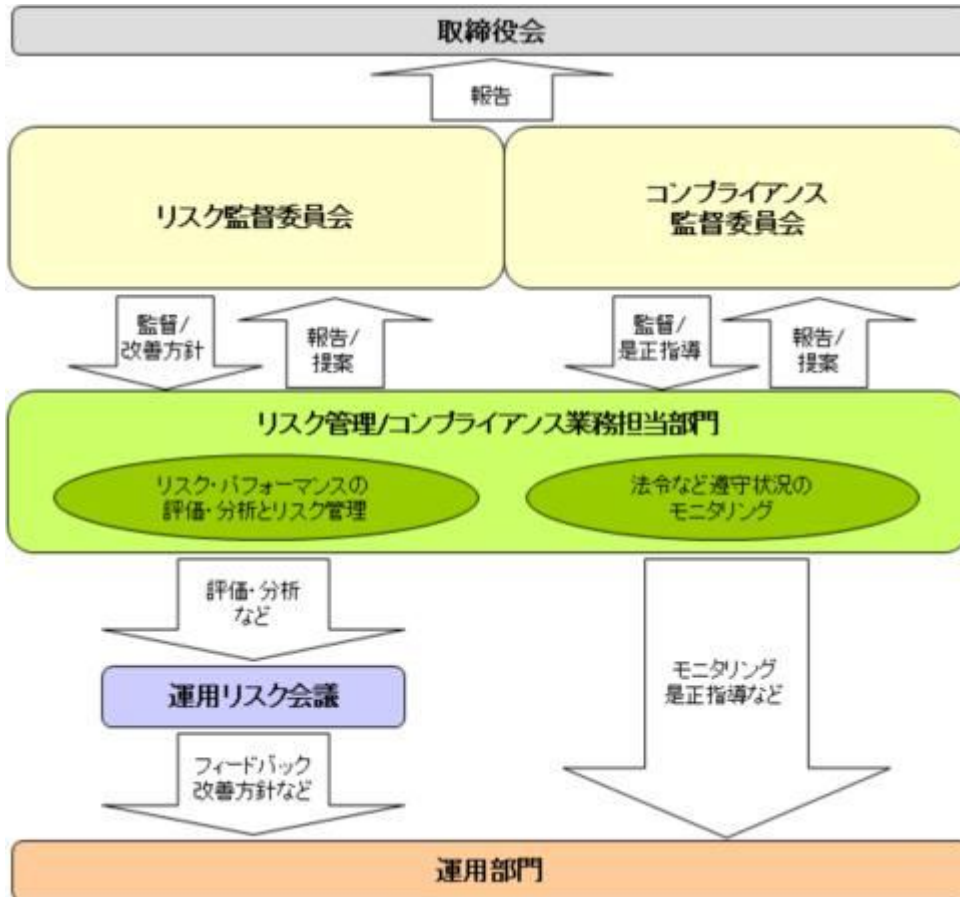 取締役会
報告
リスク監督委員会
コンプライアンス
監督委員会
監督/
改善方針
報告/
提案
監督/
是正指導
報告/
提案
リスク管理/コンプライアンス業務担当部門
リスク・パフォーマンスの
評価・分析とリスク管理
法令など遵守状況の
モニタリング
評価・分析
など
運用リスク会議
モニタリング
是正指導など
フィードバック
改善方針など
運用部門